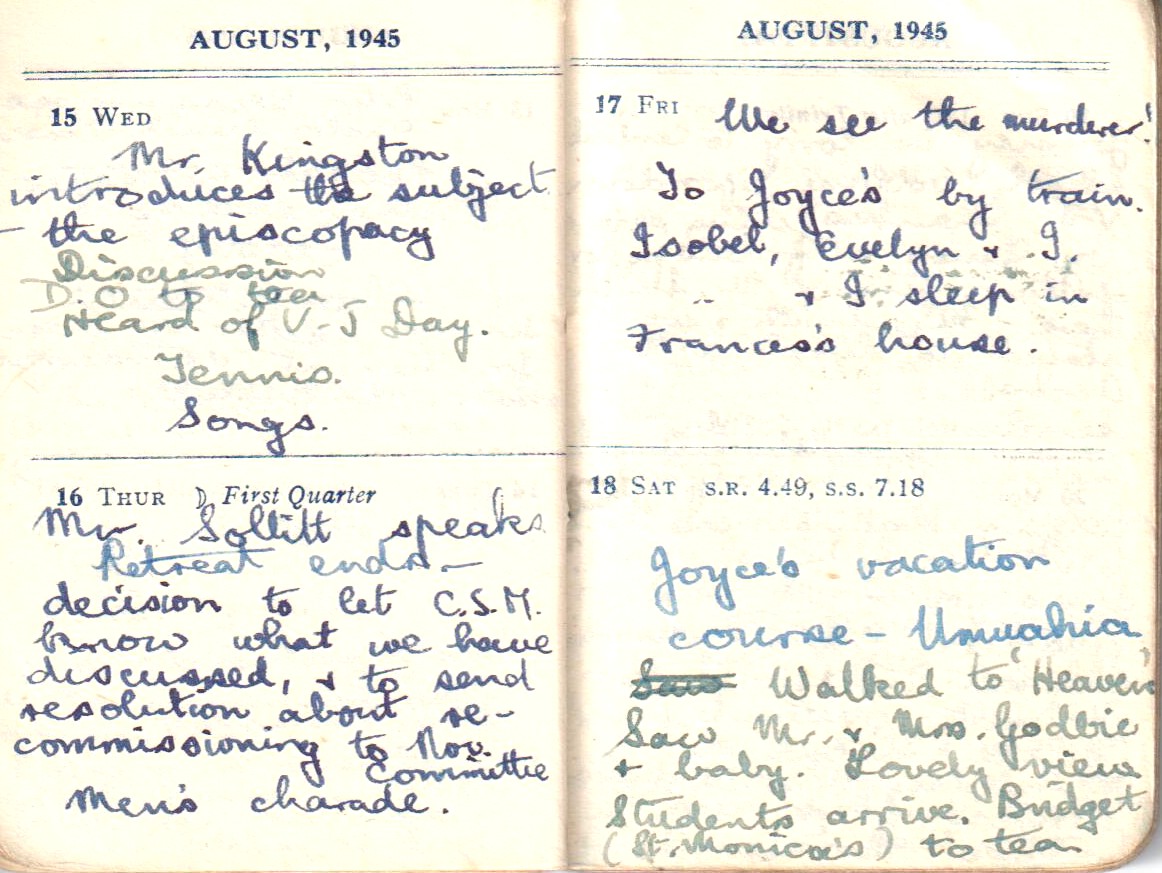 AUGUST, 1945
15 WED
Mr. Kingston
introduces the subject
- the episcopacy
Discussion
D.O to tea
Heard of V-J Day.
Tennis.
Songs.
16 THUR ☽ First Quarter
Mr. Sollitt speaks
Retreat ends -
decision to let C.S.M.
know what we have
discussed, & to send
resolution about re-
commissioning to Nov.
Committee
Men's charade.
AUGUST, 1945
17 FRI
We see the murderer!
To Joyce's by train.
Isobel, Evelyn & I.
" & I sleep in
Frances's house.
18 SAT S.R. 4.49, S.S. 7.18
Joyce's vacation
course - Umuahia
Saw Walked to 'Heaven'
Saw Mr. & Mrs. Godbie
& baby. Lovely view
Students arrive. Bridget
(St. Monica's) to tea